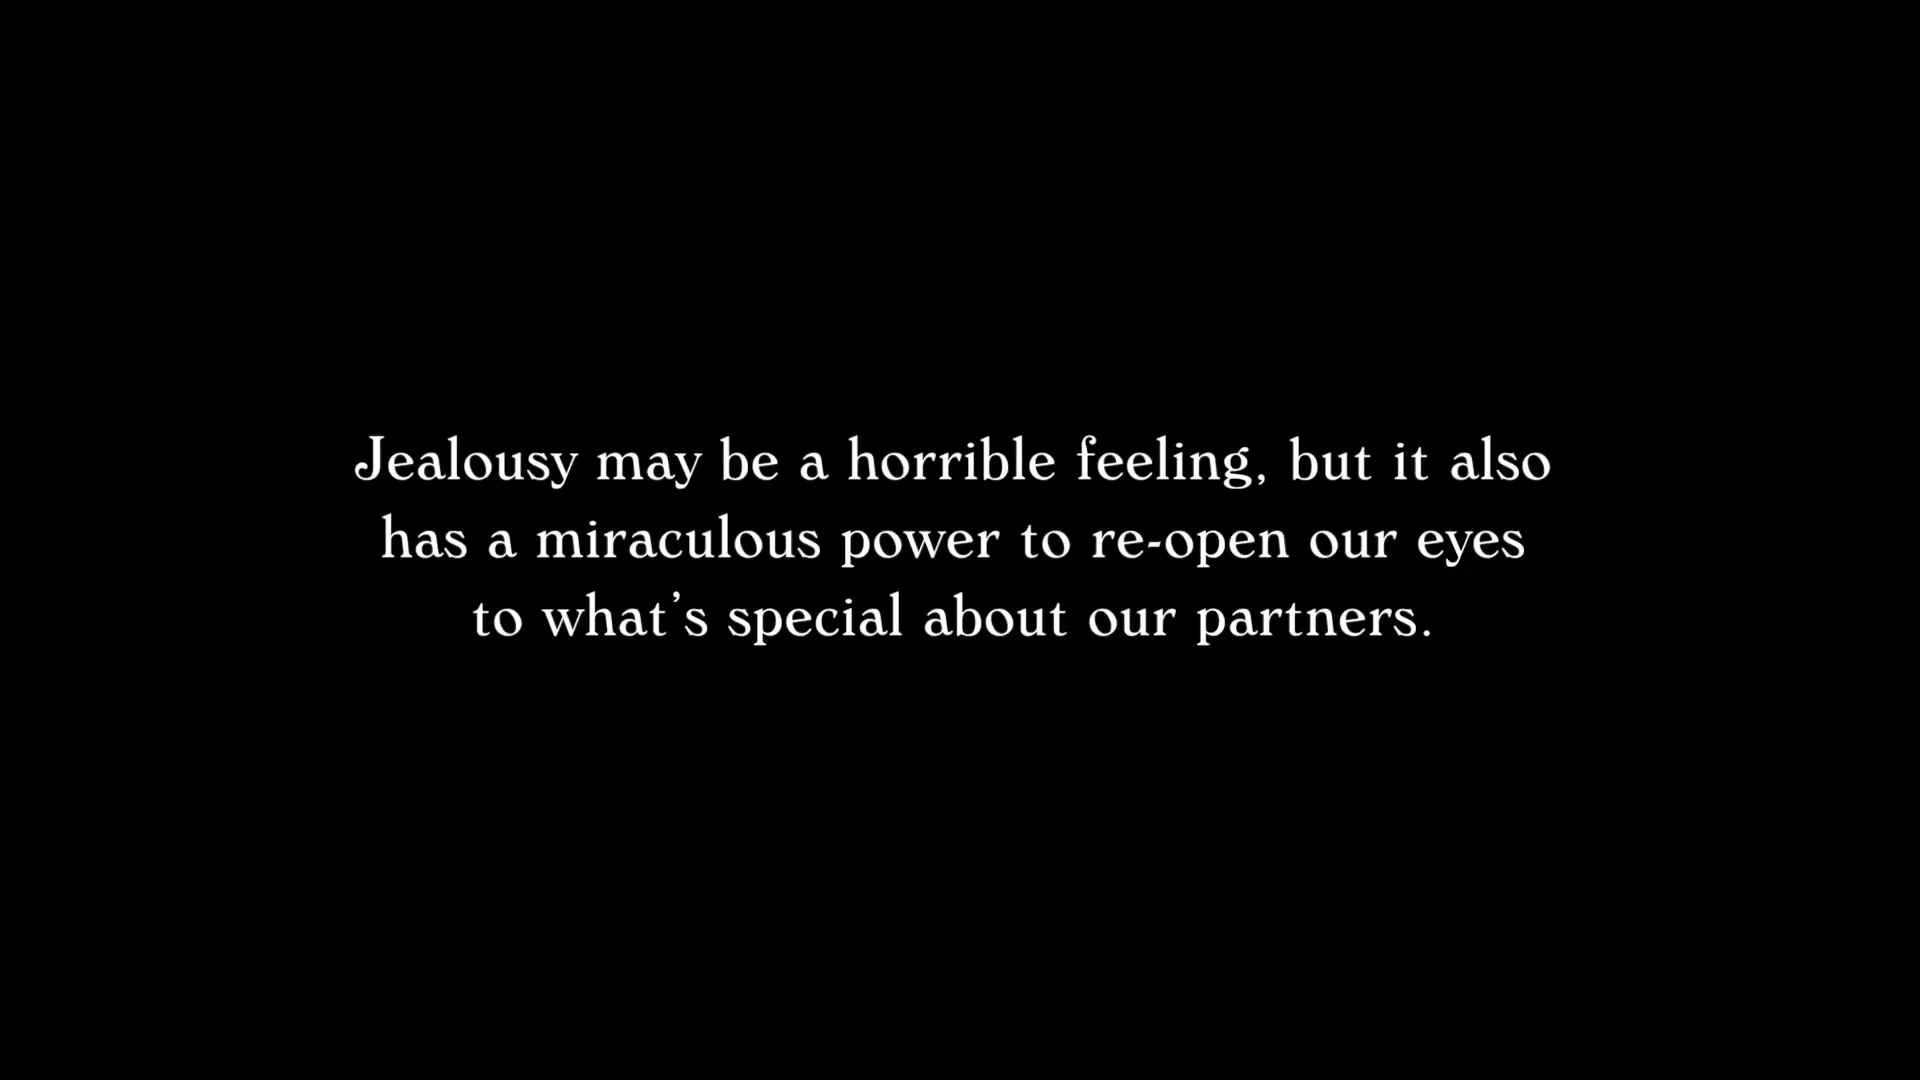 Jealousy may be a horrible feeling, but it also
has a miraculous power to re-open our eyes
to what’s special about our partners.